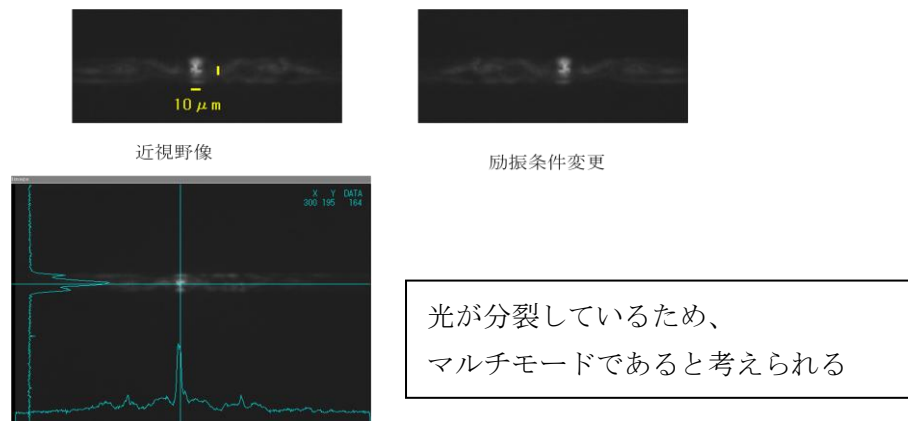 10 μm
近視野像
励振条件変更
X Y DATA
300 195 164
光が分裂しているため、
マルチモードであると考えられる